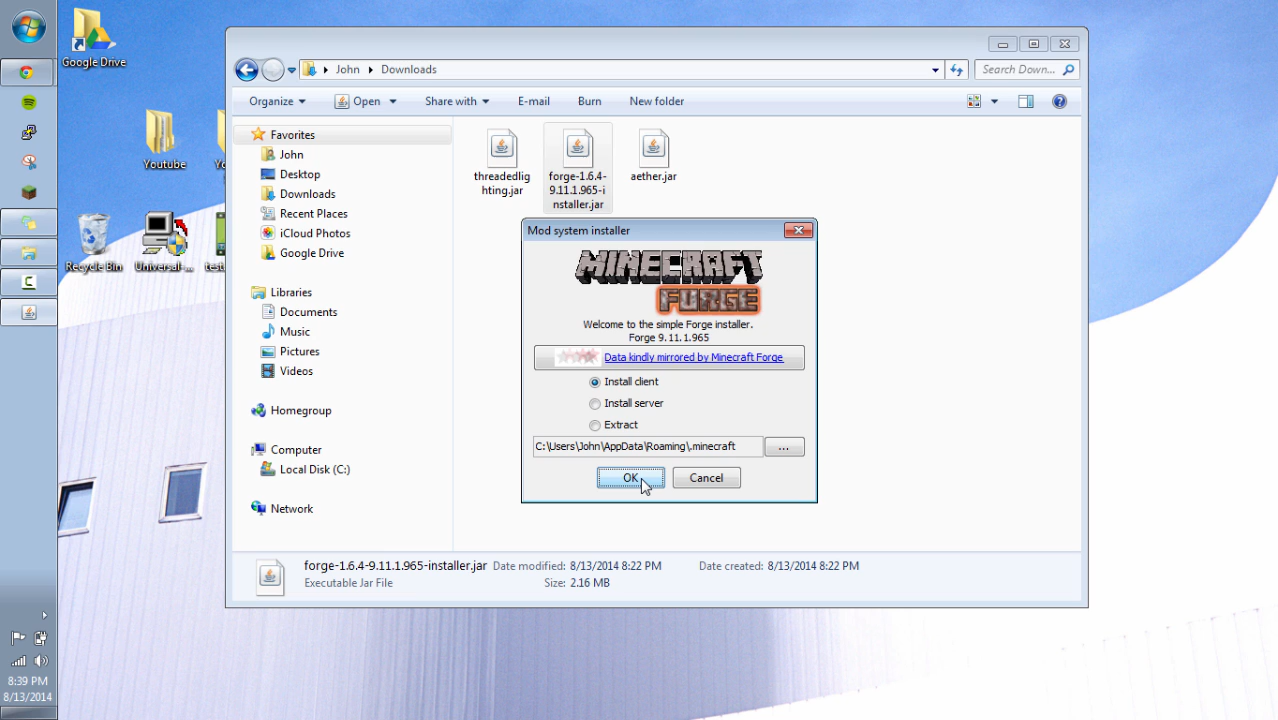 Google Drive
Youtube
Yo
Recycle Bin
Universal-...
test
John
Downloads
Search Down...
Organize
Open
Share with
E-mail
Burn
New folder
Favorites
John
Desktop
Downloads
Recent Places
iCloud Photos
Google Drive
Libraries
Documents
Music
Pictures
Videos
Homegroup
Computer
Local Disk (C:)
Network
threadedlig
hting.jar
forge-1.6.4-
9.11.1.965-i
nstaller.jar
aether.jar
Mod system installer
MINECRAFT
FORGE
Welcome to the simple Forge installer.
Forge 9.11.1.965
Data kindly mirrored by Minecraft Forge
Install client
Install server
Extract
C:\Users\John\AppData\Roaming\.minecraft
...
OK
Cancel
forge-1.6.4-9.11.1.965-installer.jar Date modified: 8/13/2014 8:22 PM Date created: 8/13/2014 8:22 PM
Executable Jar File Size: 2.16 MB
8:39 PM
8/13/2014